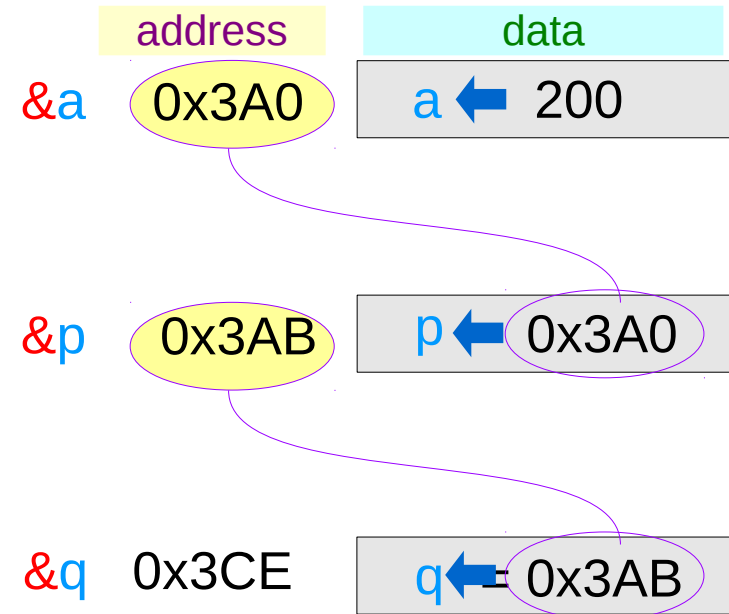 address data
&a 0x3A0 a 200
&p 0x3AB p 0x3A0
&q 0x3CE q = 0x3AB